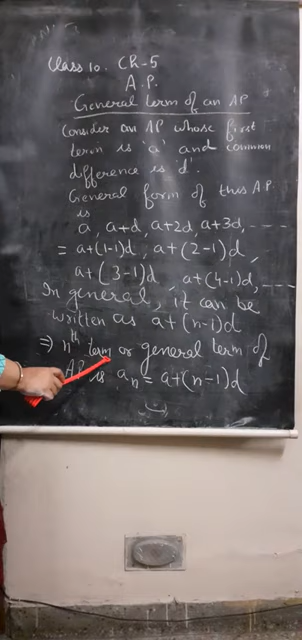 Class 10. Ch-5
A.P.
General term of an AP
Consider an AP whose first
term is 'a' and common
difference is 'd'.
General form of this AP
is
a, a+d, a+2d, a+3d, ----
= a+(1-1)d, a+(2-1)d,
a+(3-1)d, a+(4-1)d, ----
In general, it can be
written as a+(n-1)d
⇒ nth term or general term of
AP is an = a+(n-1)d